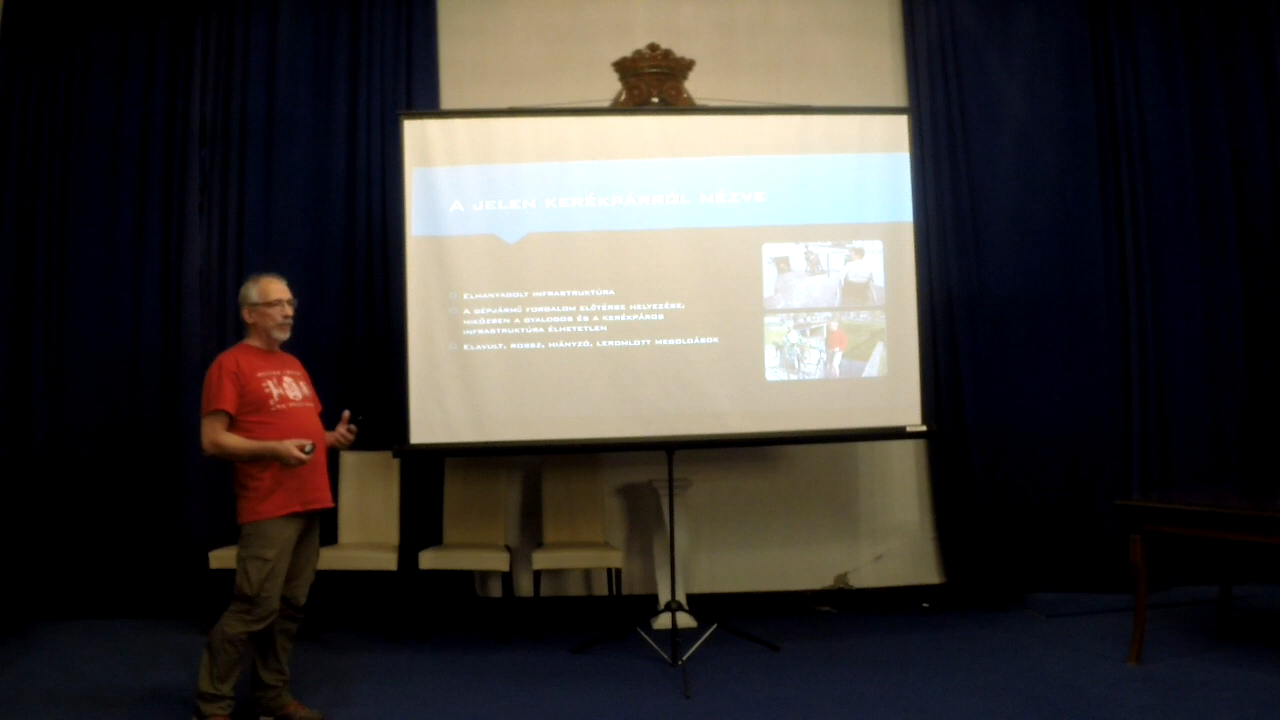 A JELEN KERÉKPÁRRÓL NÉZVE
ELHANYAGOLT INFRASTRUKTÚRA
A GÉPJÁRMŰ FORGALOM ELŐTÉRBE HELYEZÉSE,
MIKÖZBEN A GYALOGOS ÉS A KERÉKPÁROS
INFRASTRUKTÚRA ÉLHETETLEN
ELAVULT, ROSSZ, HIÁNYZÓ, LEROMLOTT MEGOLDÁSOK